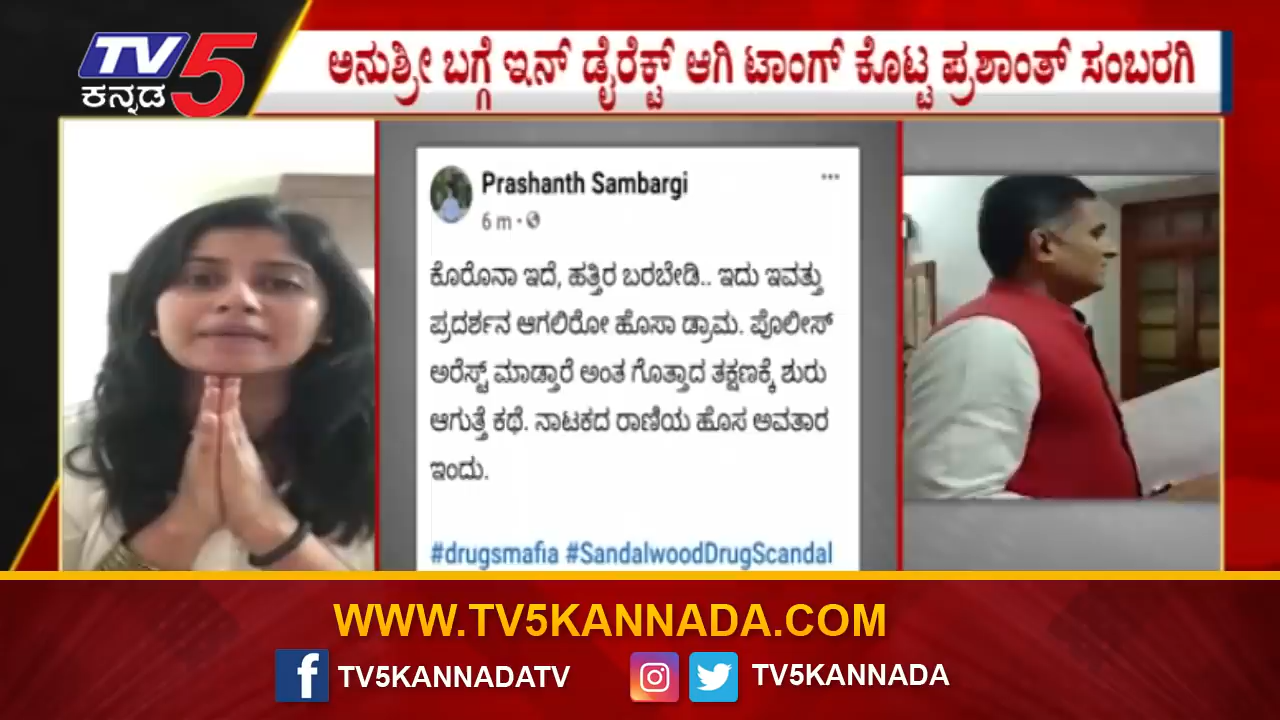 TV5
ಕನ್ನಡ
ಅನುಶ್ರೀ ಬಗ್ಗೆ ಇನ್ ಡೈರೆಕ್ಟ್ ಆಗಿ ಟಾಂಗ್ ಕೊಟ್ಟ ಪ್ರಶಾಂತ್ ಸಂಬರಗಿ
Prashanth Sambargi
6 m
ಕೊರೊನಾ ಇದೆ, ಹತ್ತಿರ ಬರಬೇಡಿ.. ಇದು ಇವತ್ತು
ಪ್ರದರ್ಶನ ಆಗಲಿರೋ ಹೊಸಾ ಡ್ರಾಮ. ಪೊಲೀಸ್
ಅರೆಸ್ಟ್ ಮಾಡ್ತಾರೆ ಅಂತ ಗೊತ್ತಾದ ತಕ್ಷಣಕ್ಕೆ ಶುರು
ಆಗುತ್ತೆ ಕಥೆ. ನಾಟಕದ ರಾಣಿಯ ಹೊಸ ಅವತಾರ
ಇಂದು.
#drugsmafia #SandalwoodDrugScandal
WWW.TV5KANNADA.COM
TV5KANNADATV
TV5KANNADA